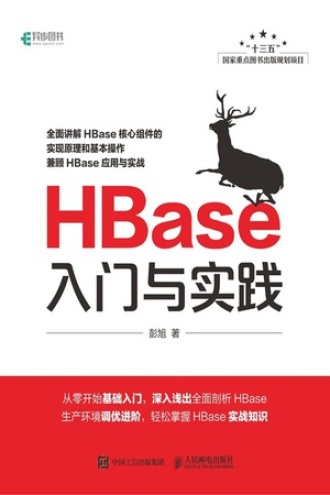 异步图书
www.epubit.com
“十三五”
国家重点图书出版规划项目
全面讲解 HBase 核心组件的
实现原理和基本操作
兼顾 HBase 应用与实战
HBase
入门与实践
彭旭 著
从零开始基础入门，深入浅出全面剖析 HBase
生产环境调优进阶，轻松掌握 HBase 实战知识
中国工信出版集团
人民邮电出版社